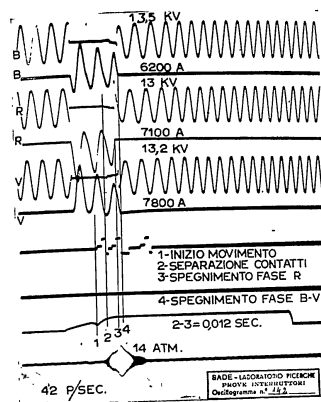 13,5 KV
B
B
6200 A
13 KV
R
R
7100 A
13,2 KV
V
V
7800 A
1-INIZIO MOVIMENTO
2-SEPARAZIONE CONTATTI
3-SPEGNIMENTO FASE R
4-SPEGNIMENTO FASE B-V
2-3=0,012 SEC.
1 2 3 4
14 ATM.
42 P/SEC.
SADE-LABORATORIO RICERCHE
PROVE INTERRUTTORI
Oscillogramma n° 142